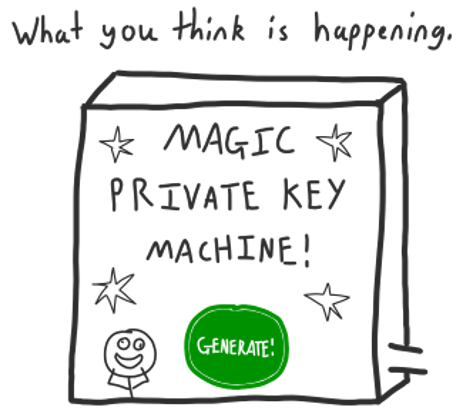 What you think is happening.
MAGIC
PRIVATE KEY
MACHINE!
GENERATE!